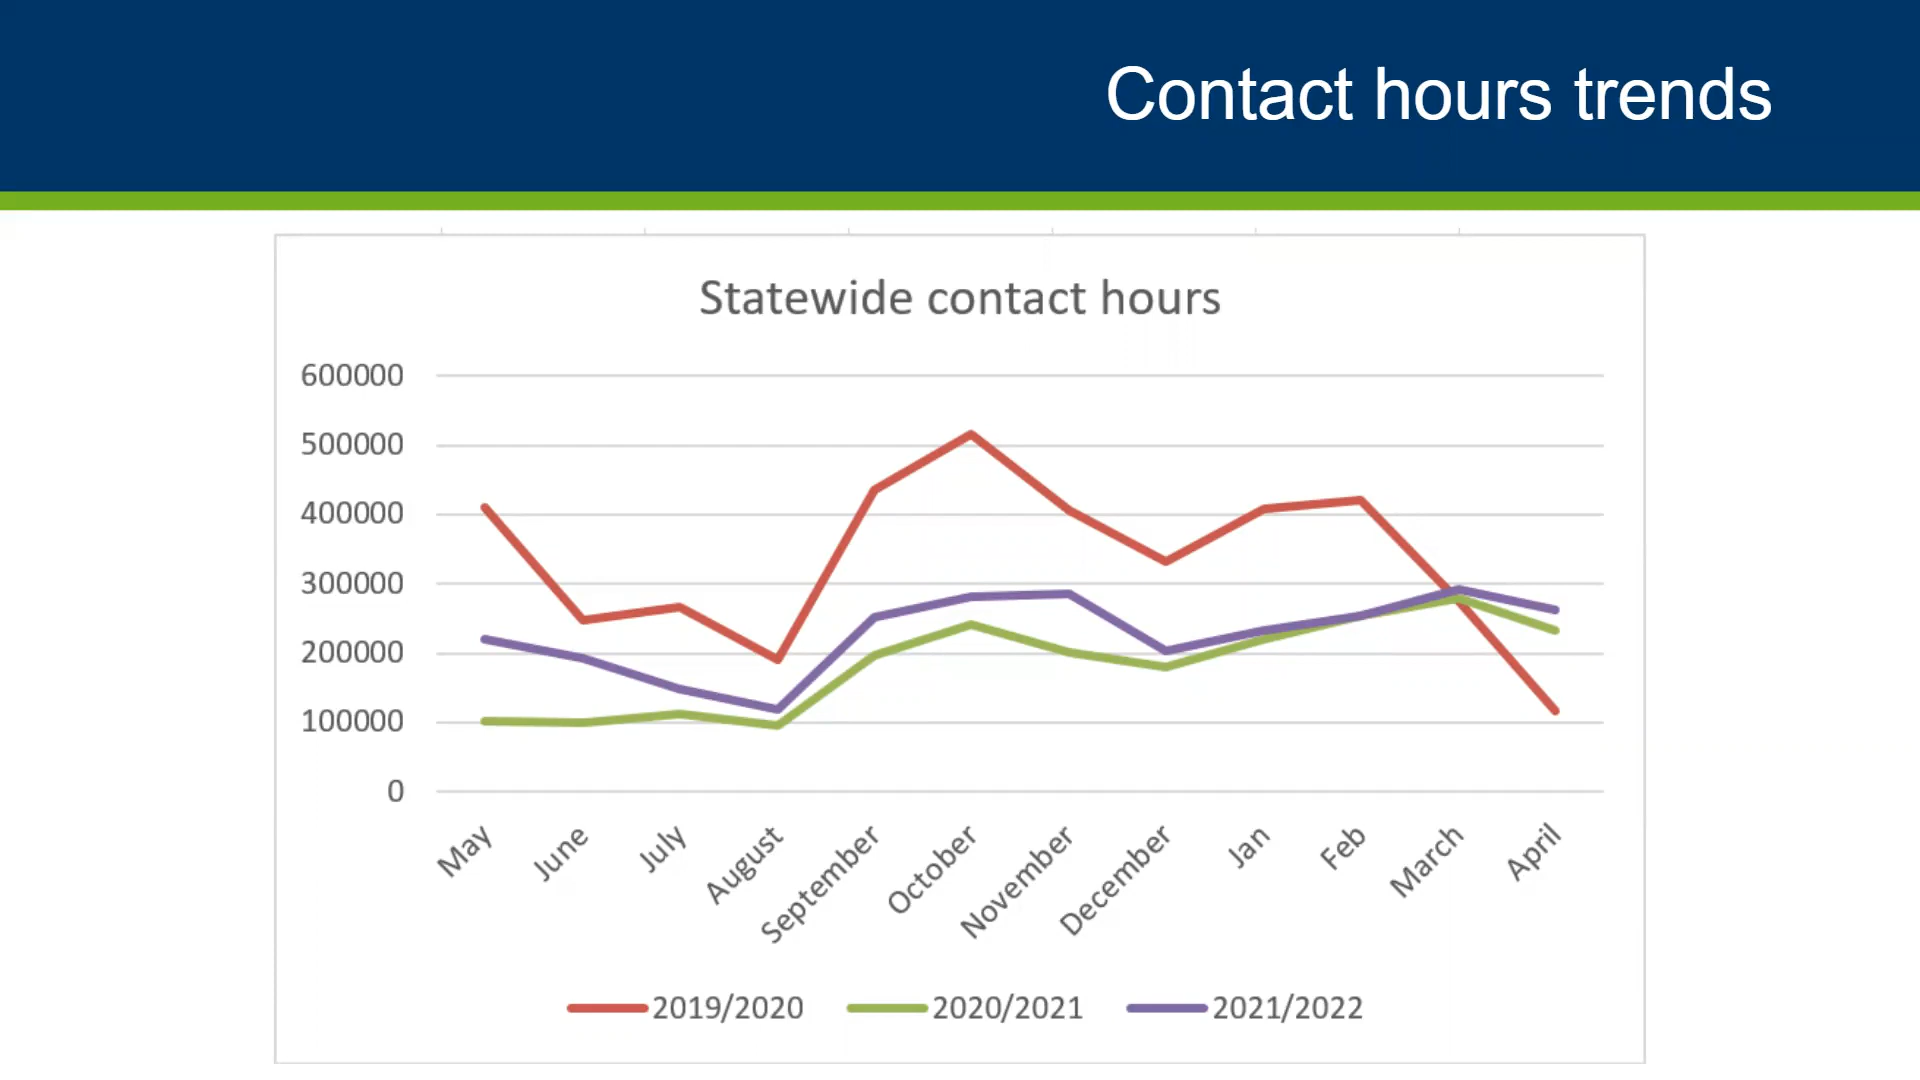 Contact hours trends
Statewide contact hours
600000
500000
400000
300000
200000
100000
0
May
June
July
August
September
October
November
December
Jan
Feb
March
April
2019/2020
2020/2021
2021/2022